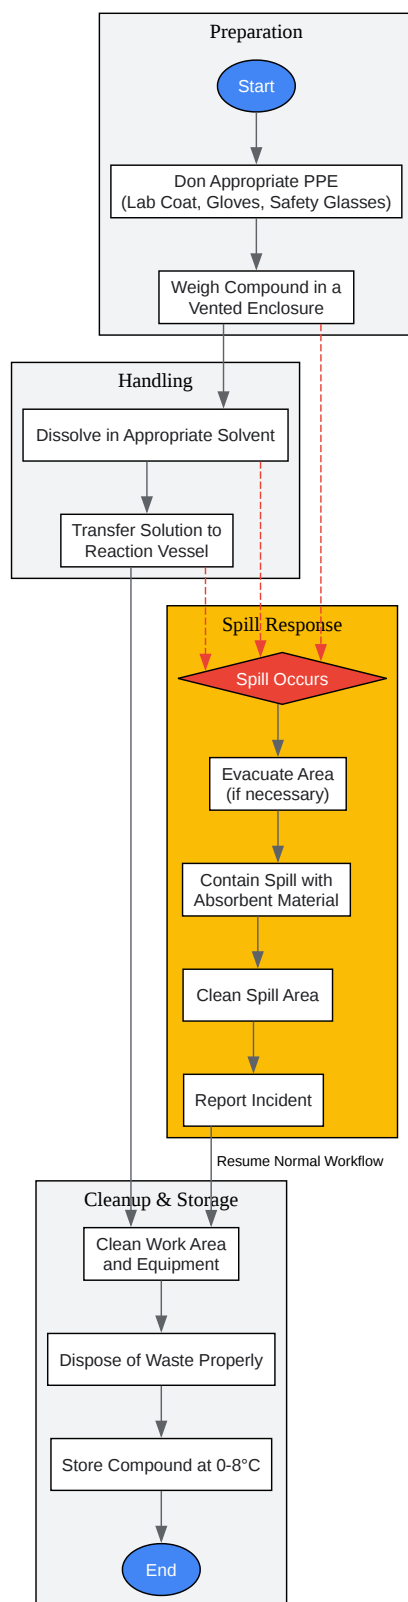 Preparation
Start
Don Appropriate PPE
(Lab Coat, Gloves, Safety Glasses)
Weigh Compound in a
Vented Enclosure
Handling
Dissolve in Appropriate Solvent
Transfer Solution to
Reaction Vessel
Spill Response
Spill Occurs
Evacuate Area
(if necessary)
Contain Spill with
Absorbent Material
Clean Spill Area
Report Incident
Resume Normal Workflow
Cleanup & Storage
Clean Work Area
and Equipment
Dispose of Waste Properly
Store Compound at 0-8°C
End